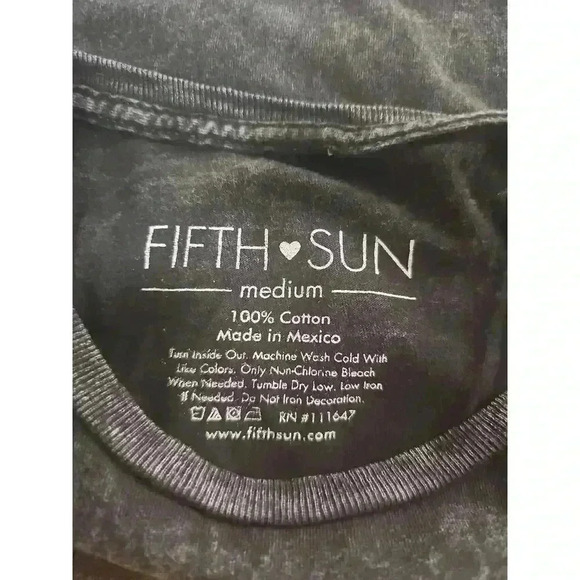 FIFTH ♥ SUN
medium
100% Cotton
Made in Mexico
Turn Inside Out. Machine Wash Cold With
Like Colors. Only Non-Chlorine Bleach
When Needed. Tumble Dry Low. Low Iron
If Needed. Do Not Iron Decoration.
RN #111647
www.fifthsun.com